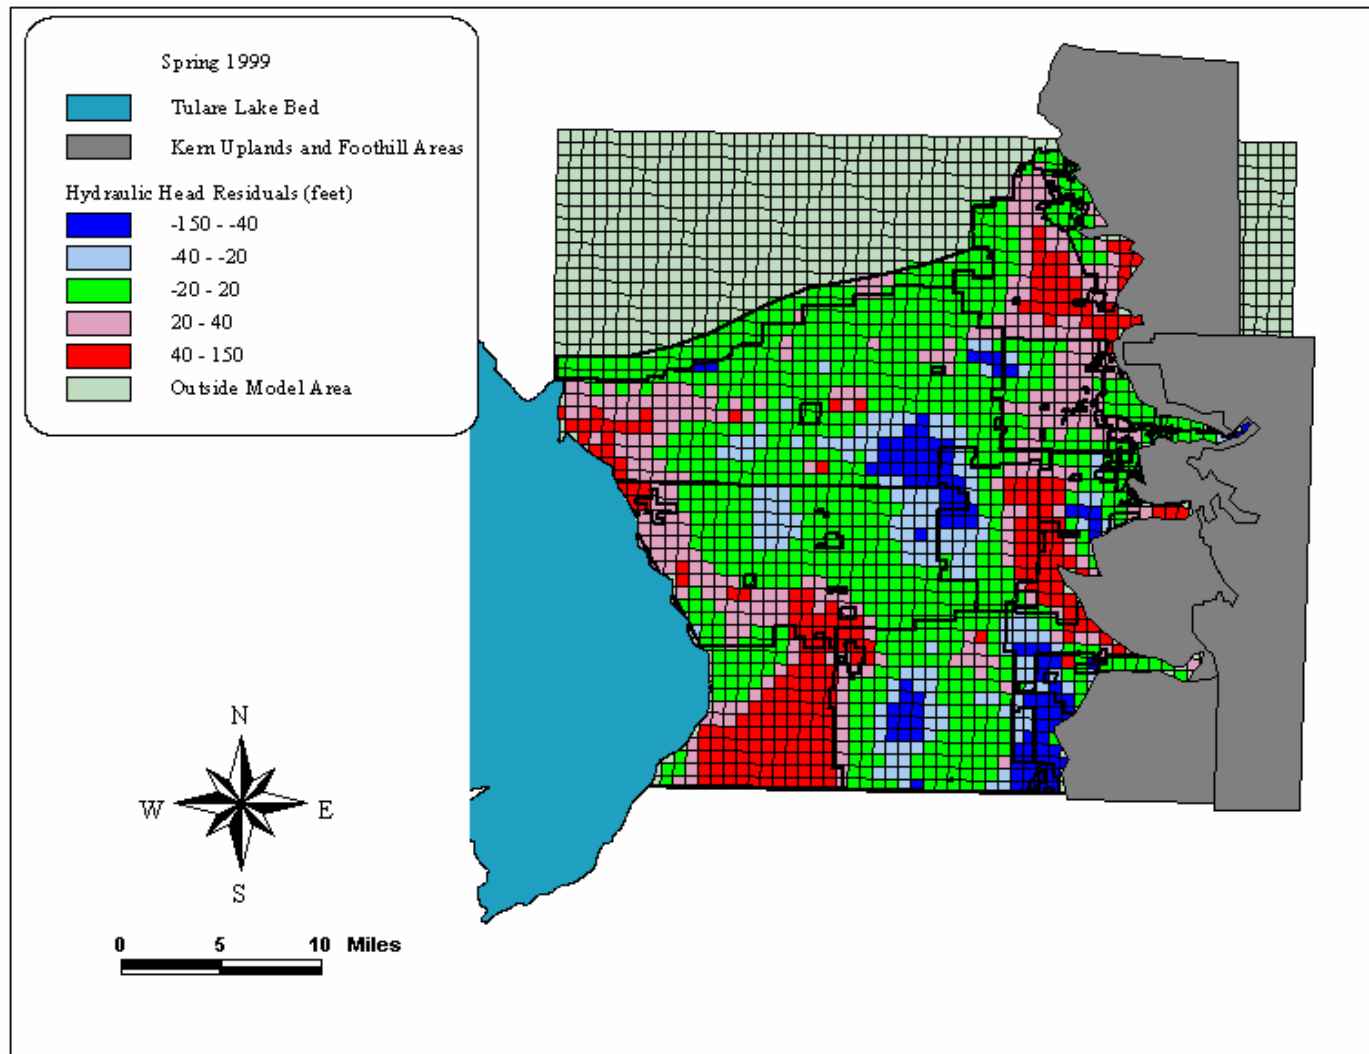 Spring 1999
Tulare Lake Bed
Kern Uplands and Foothill Areas
Hydraulic Head Residuals (feet)
-150 - -40
-40 - -20
-20 - 20
20 - 40
40 - 150
Outside Model Area
N
W E
S
0 5 10 Miles